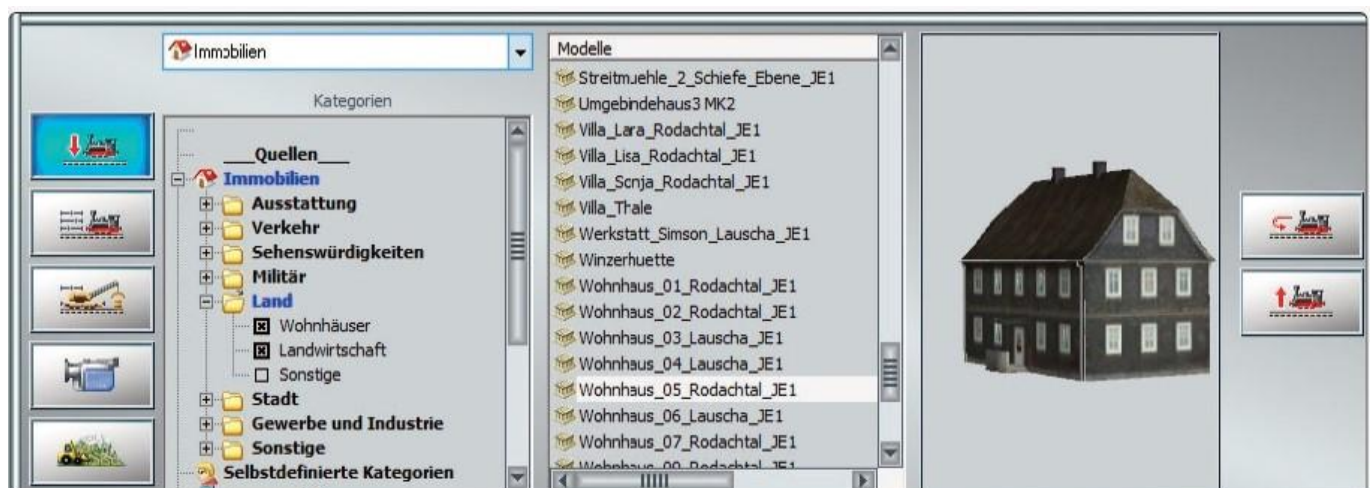 Immobilien
Kategorien
___Quellen___
Immobilien
Ausstattung
Verkehr
Sehenswürdigkeiten
Militär
Land
Wohnhäuser
Landwirtschaft
Sonstige
Stadt
Gewerbe und Industrie
Sonstige
Selbstdefinierte Kategorien
Modelle
Streitmuehle_2_Schiefe_Ebene_JE1
Umgebindehaus3 MK2
Villa_Lara_Rodachtal_JE1
Villa_Lisa_Rodachtal_JE1
Villa_Sonja_Rodachtal_JE1
Villa_Thale
Werkstatt_Simson_Lauscha_JE1
Winzerhuette
Wohnhaus_01_Rodachtal_JE1
Wohnhaus_02_Rodachtal_JE1
Wohnhaus_03_Lauscha_JE1
Wohnhaus_04_Lauscha_JE1
Wohnhaus_05_Rodachtal_JE1
Wohnhaus_06_Lauscha_JE1
Wohnhaus_07_Rodachtal_JE1